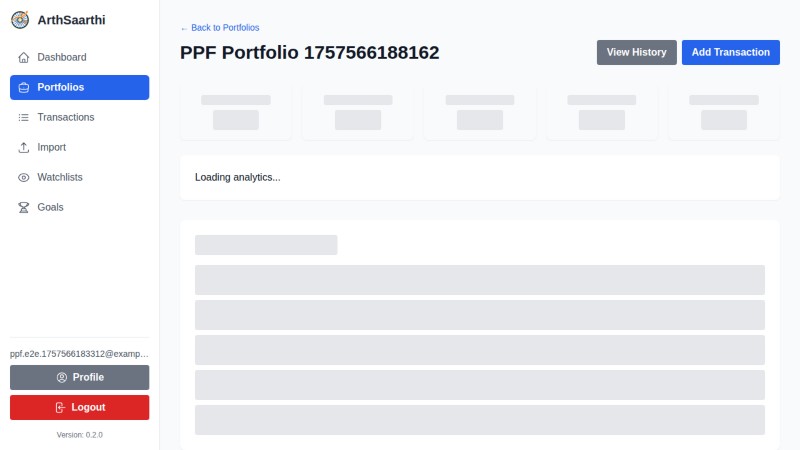 ArthSaarthi
Dashboard
Portfolios
Transactions
Import
Watchlists
Goals
ppf.e2e.1757566183312@examp...
Profile
Logout
Version: 0.2.0
← Back to Portfolios
PPF Portfolio 1757566188162
View History
Add Transaction
Loading analytics...